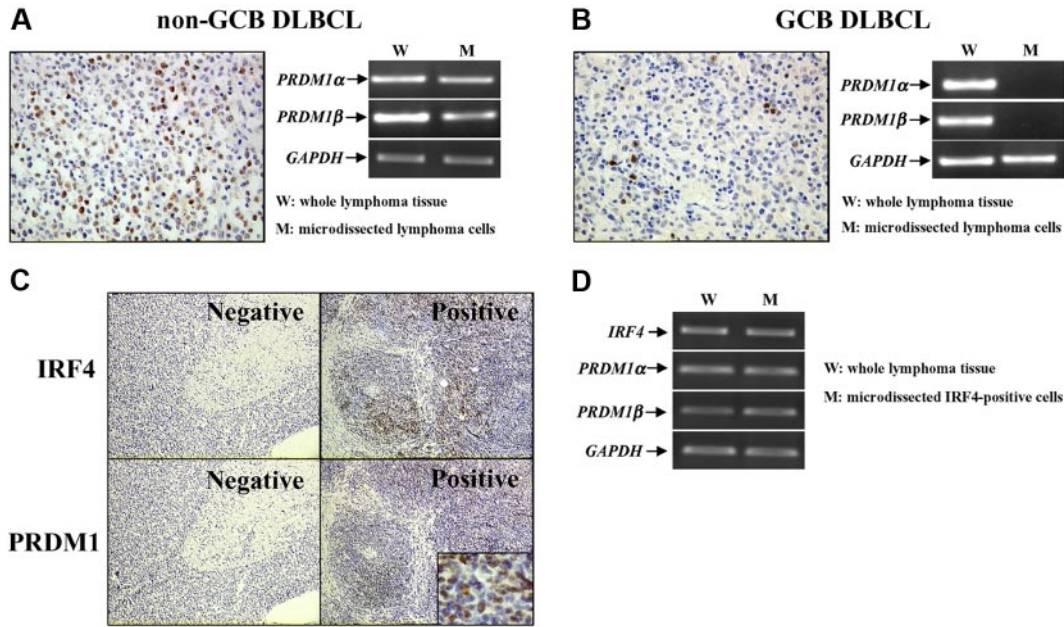 A
non-GCB DLBCL
W M
PRDM1α
PRDM1β
GAPDH
W: whole lymphoma tissue
M: microdissected lymphoma cells
B
GCB DLBCL
W M
PRDM1α
PRDM1β
GAPDH
W: whole lymphoma tissue
M: microdissected lymphoma cells
C
Negative Positive
IRF4
Negative Positive
PRDM1
D
W M
IRF4
PRDM1α
PRDM1β
GAPDH
W: whole lymphoma tissue
M: microdissected IRF4-positive cells